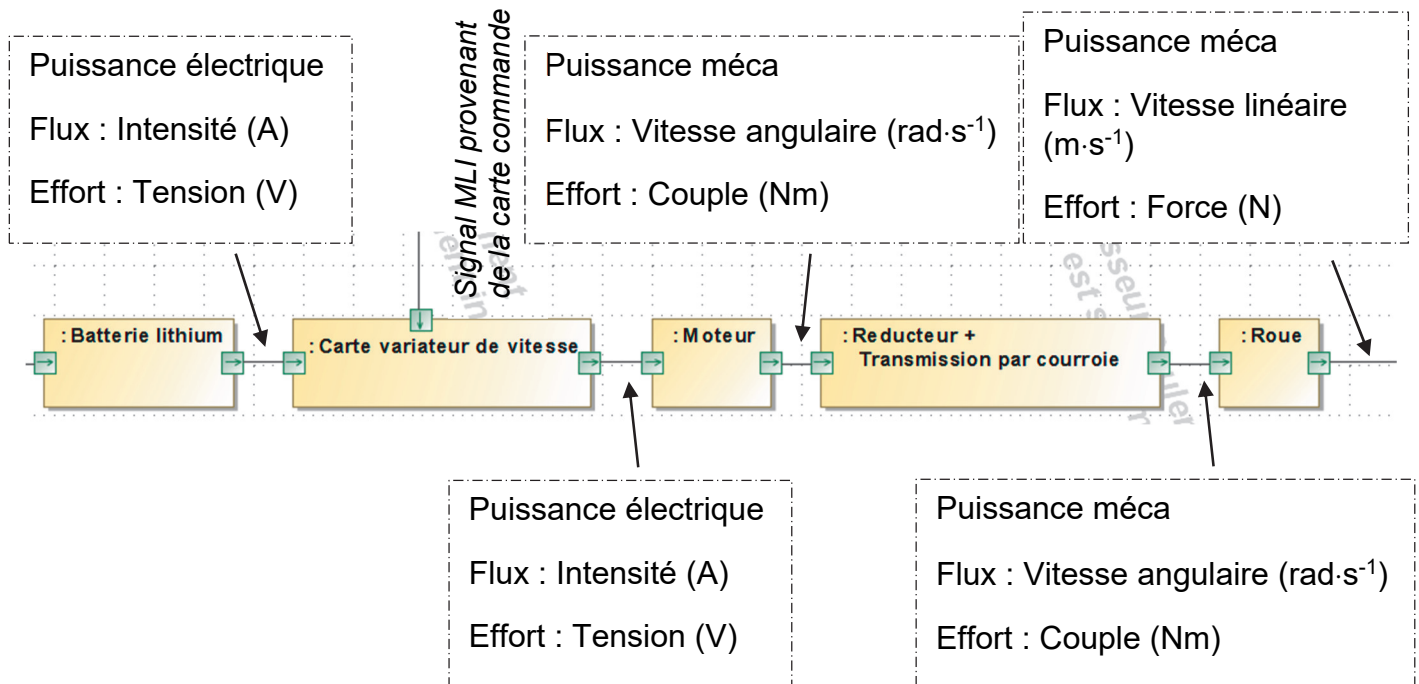 Puissance électrique
Flux : Intensité (A)
Effort : Tension (V)
Signal MLI provenant
de la carte commande
Puissance méca
Flux : Vitesse angulaire (rad·s-1)
Effort : Couple (Nm)
Puissance méca
Flux : Vitesse linéaire
(m·s-1)
Effort : Force (N)
: Batterie lithium
: Carte variateur de vitesse
: Moteur
: Reducteur +
Transmission par courroie
: Roue
Puissance électrique
Flux : Intensité (A)
Effort : Tension (V)
Puissance méca
Flux : Vitesse angulaire (rad·s-1)
Effort : Couple (Nm)